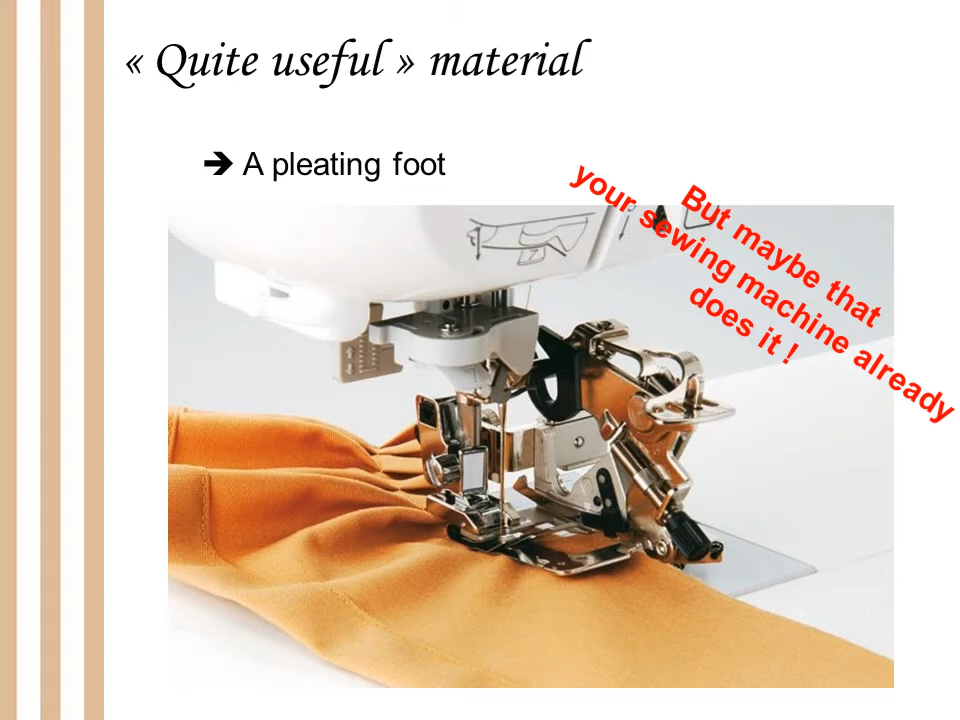 « Quite useful » material
➔ A pleating foot
But maybe that
your sewing machine already
does it !